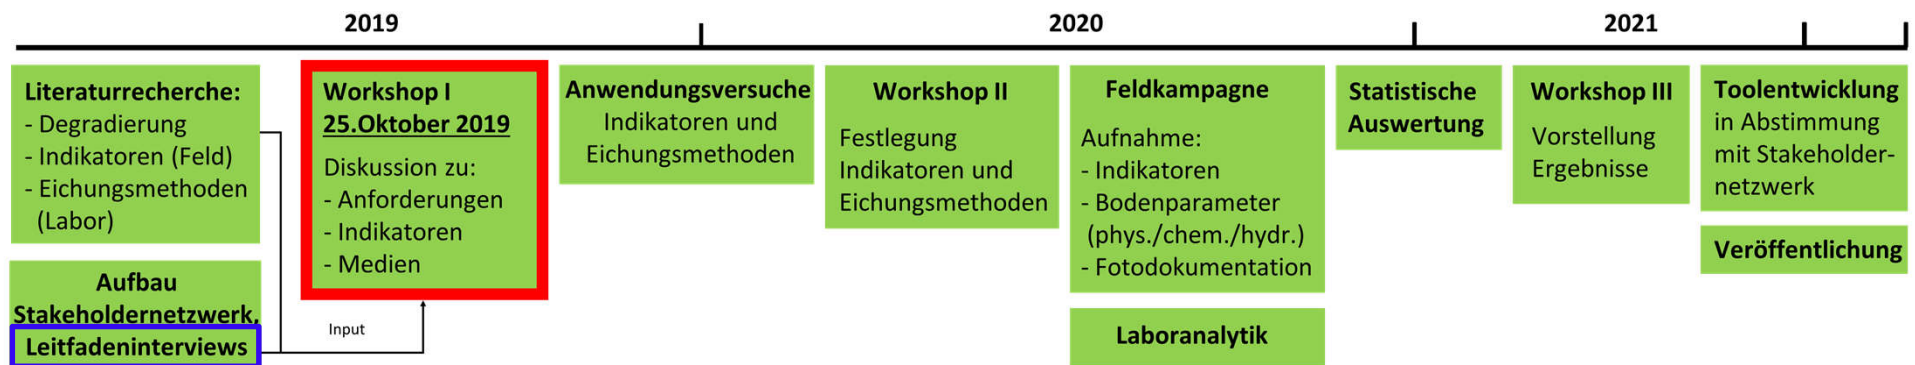 2019
2020
2021
Literaturrecherche:
- Degradierung
- Indikatoren (Feld)
- Eichungsmethoden
(Labor)
Aufbau
Stakeholdernetzwerk,
Leitfadeninterviews
Input
Workshop I
25.Oktober 2019
Diskussion zu:
- Anforderungen
- Indikatoren
- Medien
Anwendungsversuche
Indikatoren und
Eichungsmethoden
Workshop II
Festlegung
Indikatoren und
Eichungsmethoden
Feldkampagne
Aufnahme:
- Indikatoren
- Bodenparameter
(phys./chem./hydr.)
- Fotodokumentation
Laboranalytik
Statistische
Auswertung
Workshop III
Vorstellung
Ergebnisse
Toolentwicklung
in Abstimmung
mit Stakeholder-
netzwerk
Veröffentlichung